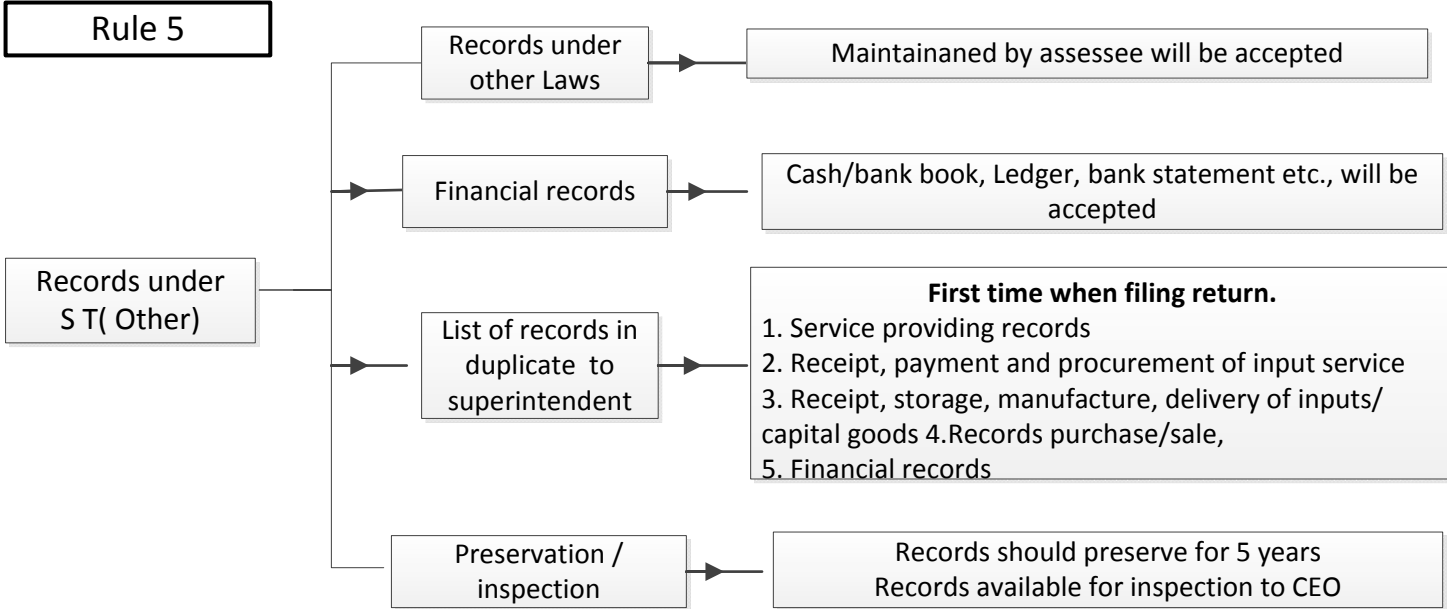 Rule 5
Records under
other Laws
Maintainaned by assessee will be accepted
Financial records
Cash/bank book, Ledger, bank statement etc., will be
accepted
Records under
S T( Other)
List of records in
duplicate to
superintendent
First time when filing return.
1. Service providing records
2. Receipt, payment and procurement of input service
3. Receipt, storage, manufacture, delivery of inputs/
capital goods 4.Records purchase/sale,
5. Financial records
Preservation /
inspection
Records should preserve for 5 years
Records available for inspection to CEO